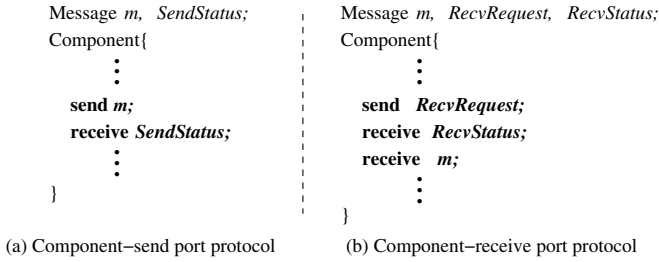 Message m, SendStatus;
Component{
send m;
receive SendStatus;
}
(a) Component−send port protocol
Message m, RecvRequest, RecvStatus;
Component{
send RecvRequest;
receive RecvStatus;
receive m;
}
(b) Component−receive port protocol